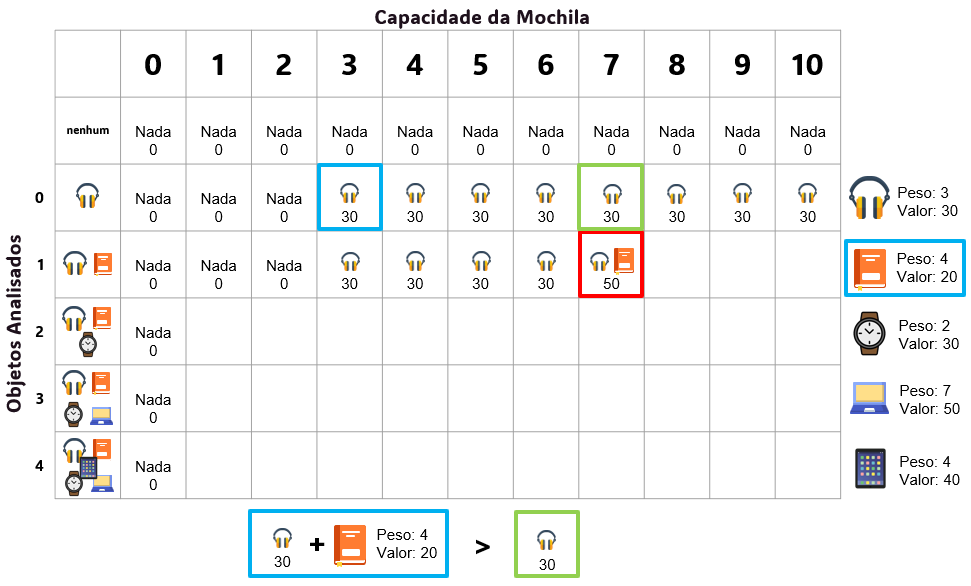 Capacidade da Mochila
0 1 2 3 4 5 6 7 8 9 10
nenhum Nada Nada Nada Nada Nada Nada Nada Nada Nada Nada Nada
0 0 0 0 0 0 0 0 0 0 0
Objetos Analisados
0 Nada Nada Nada
0 0 0 30 30 30 30 30 30 30 30
Peso: 3
Valor: 30
1 Nada Nada Nada
0 0 0 30 30 30 30 50
Peso: 4
Valor: 20
2 Nada
0
Peso: 2
Valor: 30
3 Nada
0
Peso: 7
Valor: 50
4 Nada
0
Peso: 4
Valor: 40
30 + Peso: 4
Valor: 20
>
30